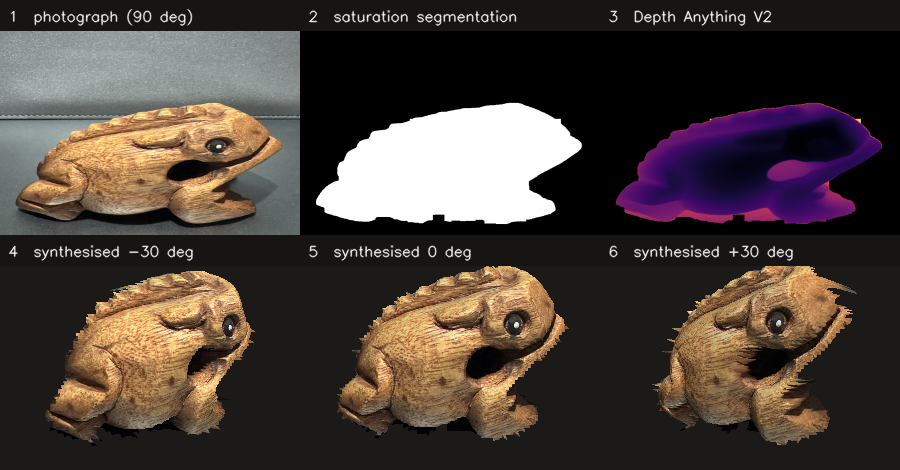 1 photograph (90 deg)
2 saturation segmentation
3 Depth Anything V2
4 synthesised −30 deg
5 synthesised 0 deg
6 synthesised +30 deg